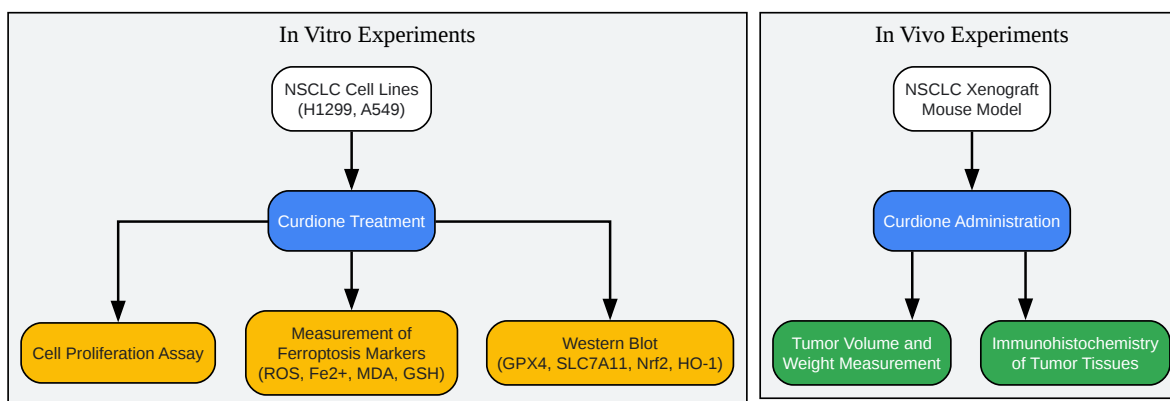 In Vitro Experiments
NSCLC Cell Lines
(H1299, A549)
Curdione Treatment
Cell Proliferation Assay
Measurement of
Ferroptosis Markers
(ROS, Fe2+, MDA, GSH)
Western Blot
(GPX4, SLC7A11, Nrf2, HO-1)
In Vivo Experiments
NSCLC Xenograft
Mouse Model
Curdione Administration
Tumor Volume and
Weight Measurement
Immunohistochemistry
of Tumor Tissues